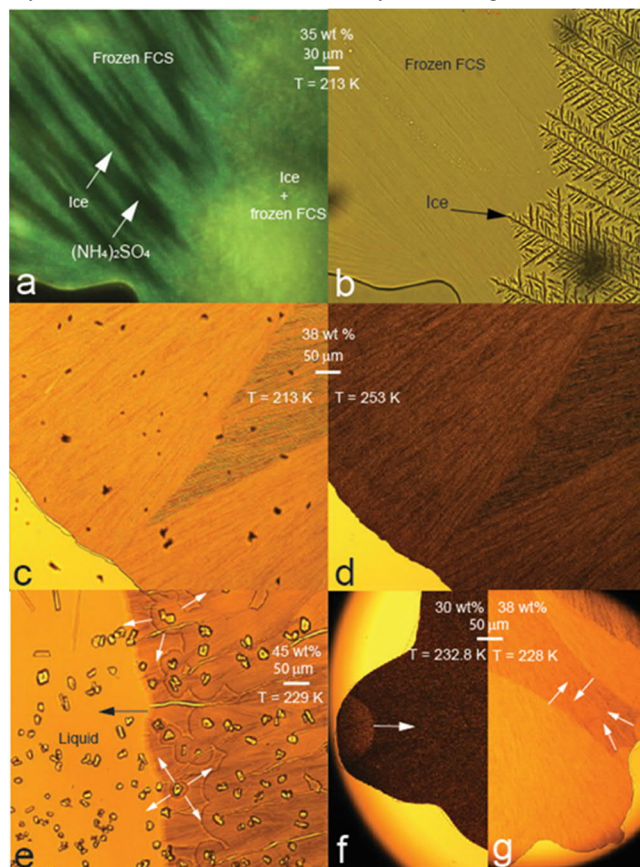 Frozen FCS
35 wt %
30 µm
T = 213 K
Ice
(NH₄)₂SO₄
Ice
+
frozen FCS
a
Frozen FCS
Ice
b
38 wt %
50 µm
T = 213 K
T = 253 K
c
d
45 wt%
50 µm
T = 229 K
Liquid
e
30 wt%
38 wt%
50 µm
T = 232.8 K
T = 228 K
f
g